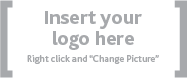 Insert your
logo here
Right click and “Change Picture”